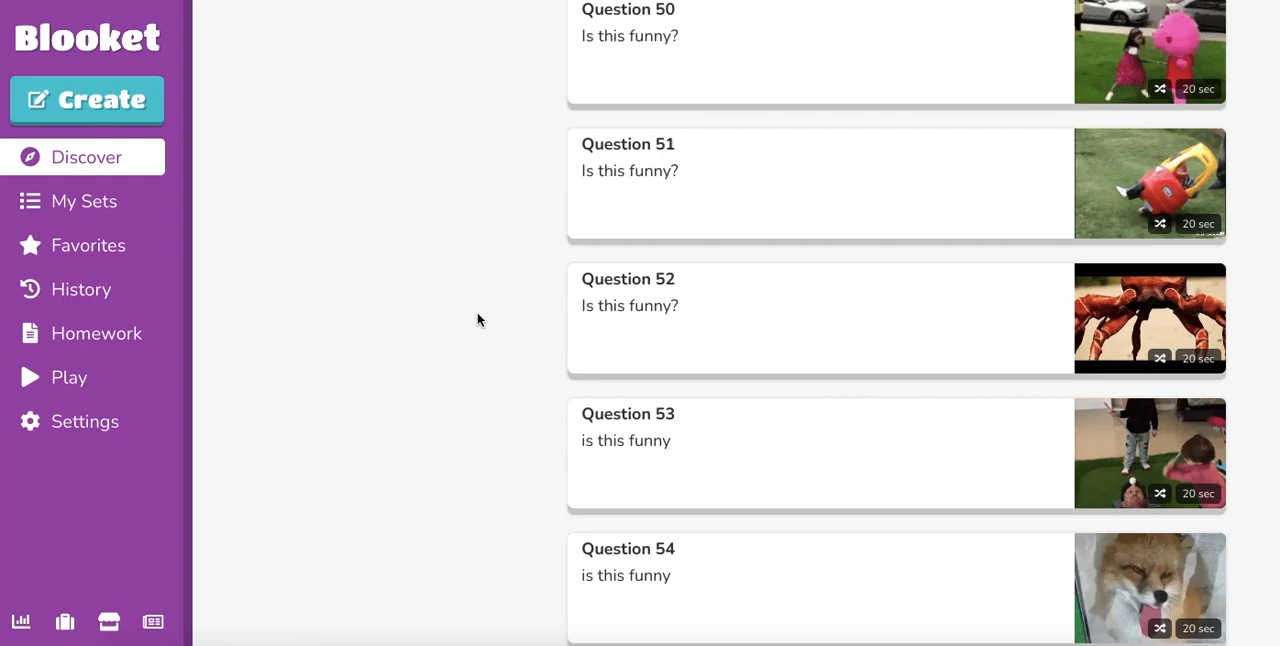 Blooket
Create
Discover
My Sets
Favorites
History
Homework
Play
Settings
Question 50
Is this funny?
20 sec
Question 51
Is this funny?
20 sec
Question 52
Is this funny?
20 sec
Question 53
is this funny
20 sec
Question 54
is this funny
20 sec